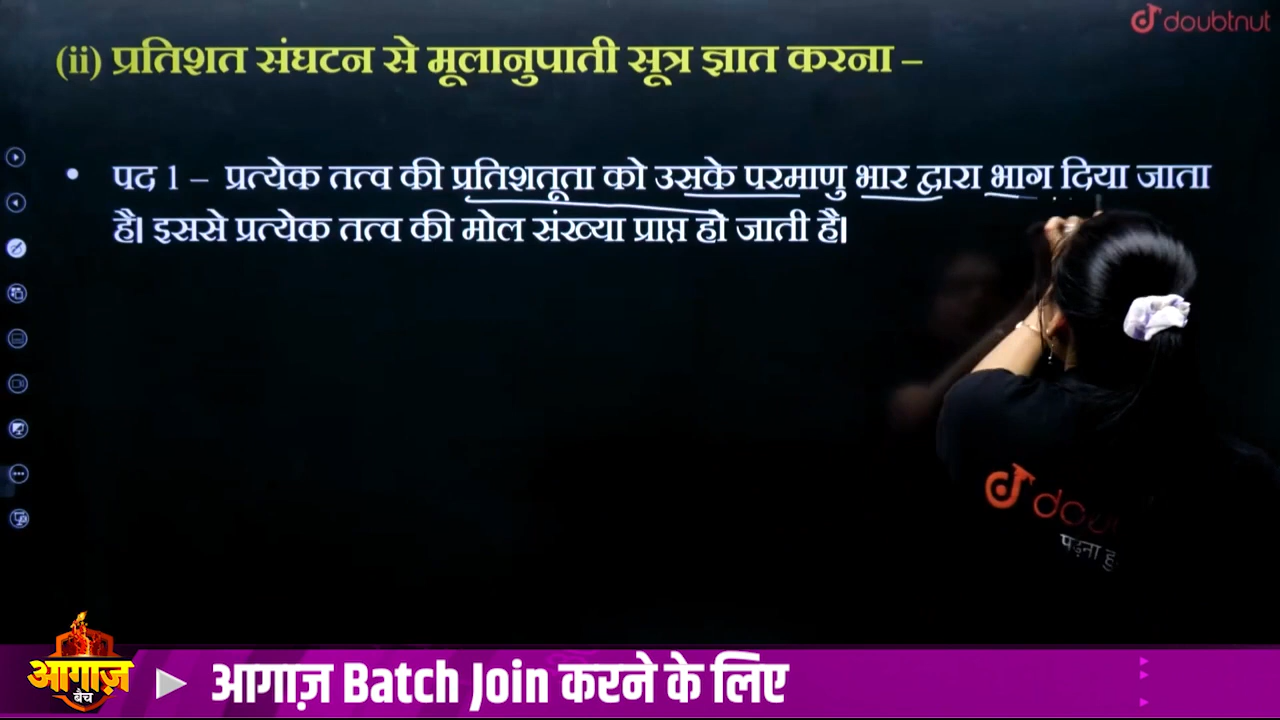 doubtnut
(ii) प्रतिशत संघटन से मूलानुपाती सूत्र ज्ञात करना –
• पद 1 – प्रत्येक तत्व की प्रतिशतता को उसके परमाणु भार द्वारा भाग दिया जाता
है। इससे प्रत्येक तत्व की मोल संख्या प्राप्त हो जाती है।
पढ़ना
आगाज़
बैच
आगाज़ Batch Join करने के लिए